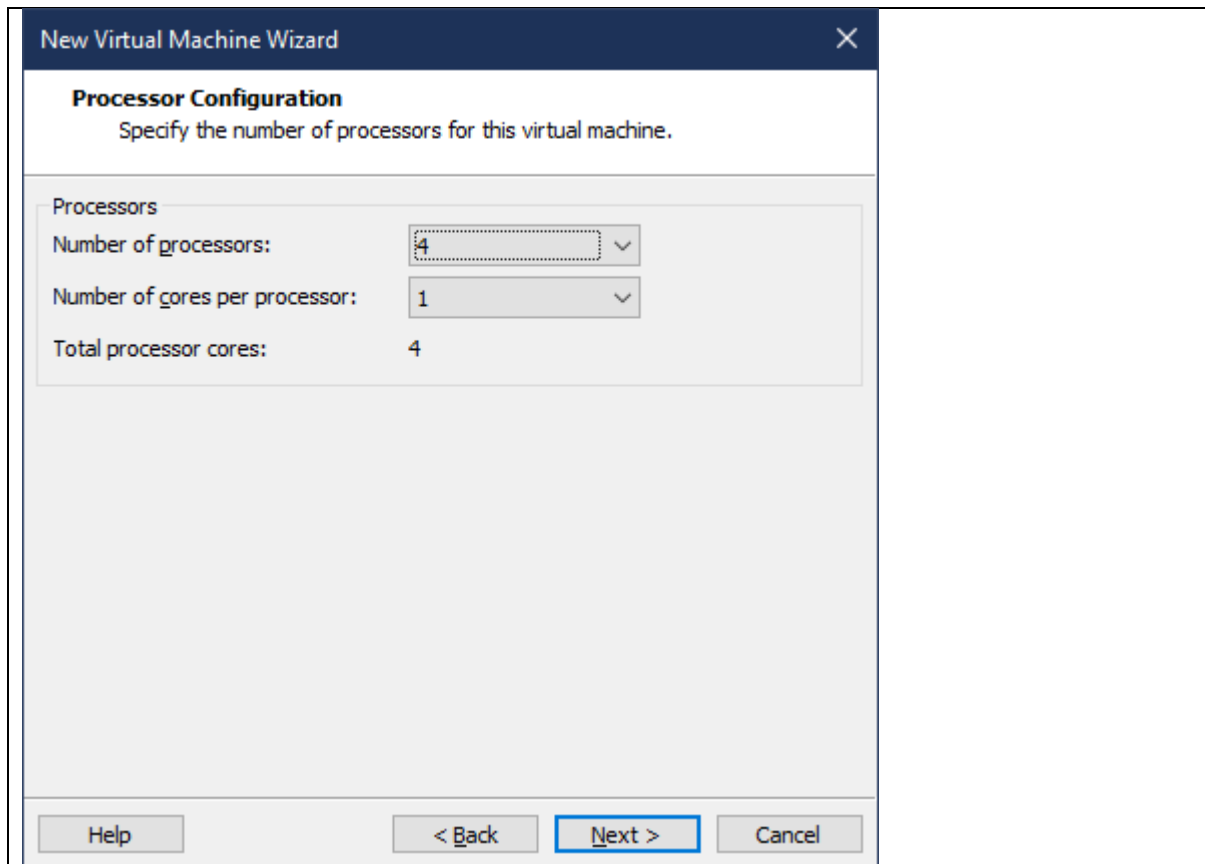 New Virtual Machine Wizard
Processor Configuration
Specify the number of processors for this virtual machine.
Processors
Number of processors: 4
Number of cores per processor: 1
Total processor cores: 4
Help < Back Next > Cancel